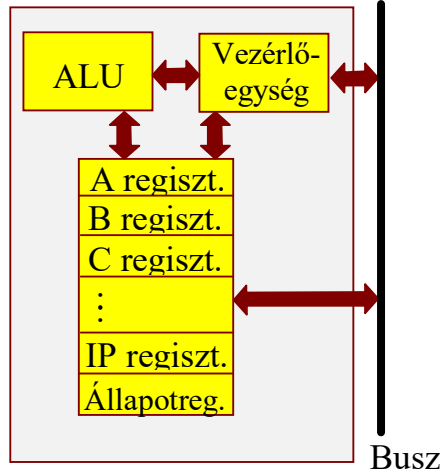 ALU
Vezérlő-
egység
A regiszt.
B regiszt.
C regiszt.
⋮
IP regiszt.
Állapotreg.
Busz